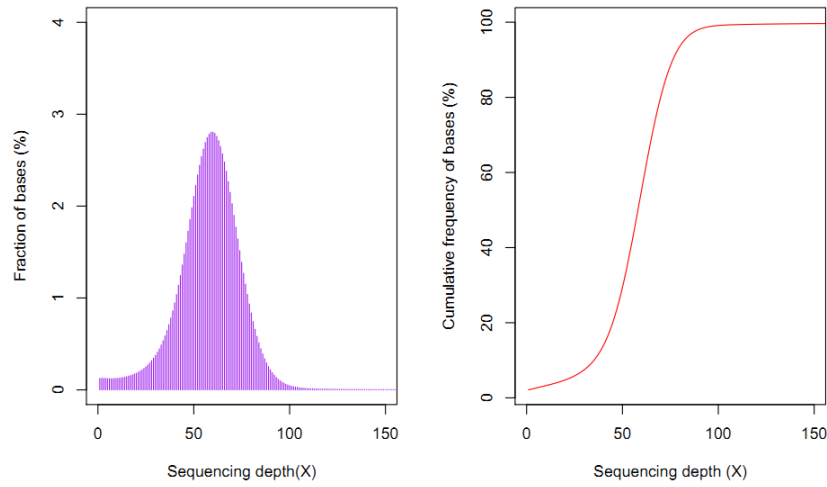 4
3
2
1
0
Fraction of bases (%)
0 50 100 150
Sequencing depth(X)
100
80
60
40
20
0
Cumulative frequency of bases (%)
0 50 100 150
Sequencing depth (X)